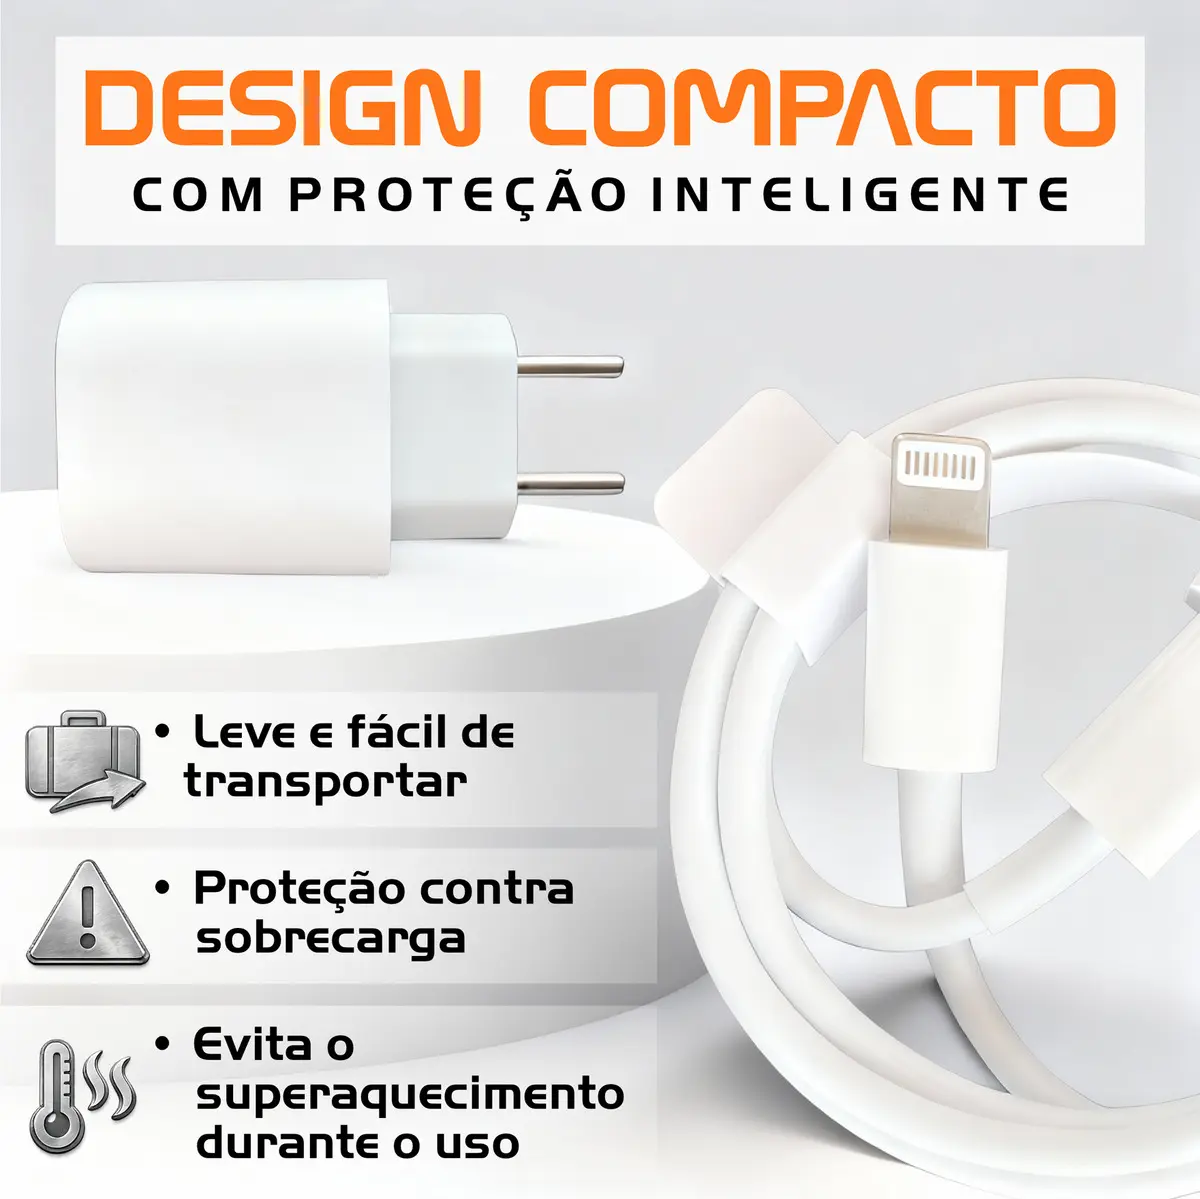 DESIGN COMPACTO
COM PROTEÇÃO INTELIGENTE
• Leve e fácil de
transportar
• Proteção contra
sobrecarga
• Evita o
superaquecimento
durante o uso